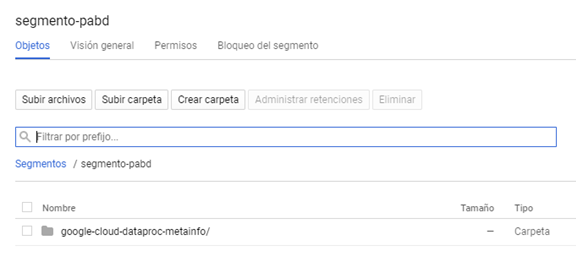 segmento-pabd
Objetos Visión general Permisos Bloqueo del segmento
Subir archivos Subir carpeta Crear carpeta Administrar retenciones Eliminar
Filtrar por prefijo...
Segmentos / segmento-pabd
Nombre Tamaño Tipo
google-cloud-dataproc-metainfo/ — Carpeta